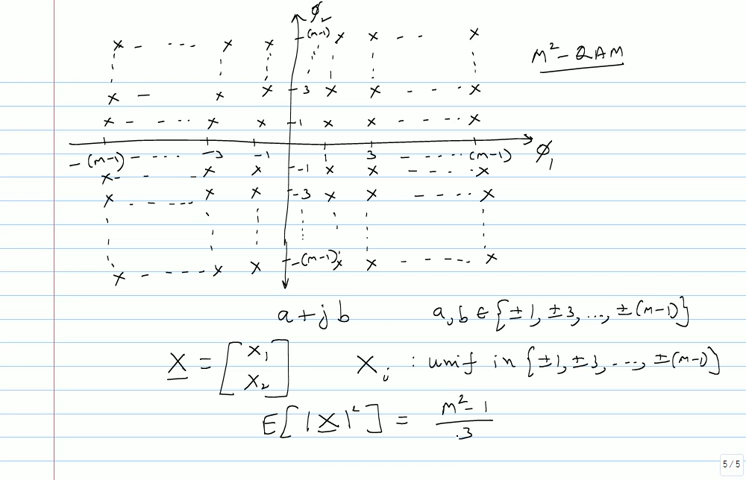 ϕ₂
(m-1)
M² - QAM
3
1
-(m-1) -3 -1 1 3 (m-1) ϕ₁
-1
-3
-(m-1)
a + j b a, b ∈ {±1, ±3, ..., ±(m-1)}
X = [X₁ X₂] Xᵢ : unif in {±1, ±3, ..., ±(m-1)}
E[|X|²] = (m²-1)/3
5 / 5